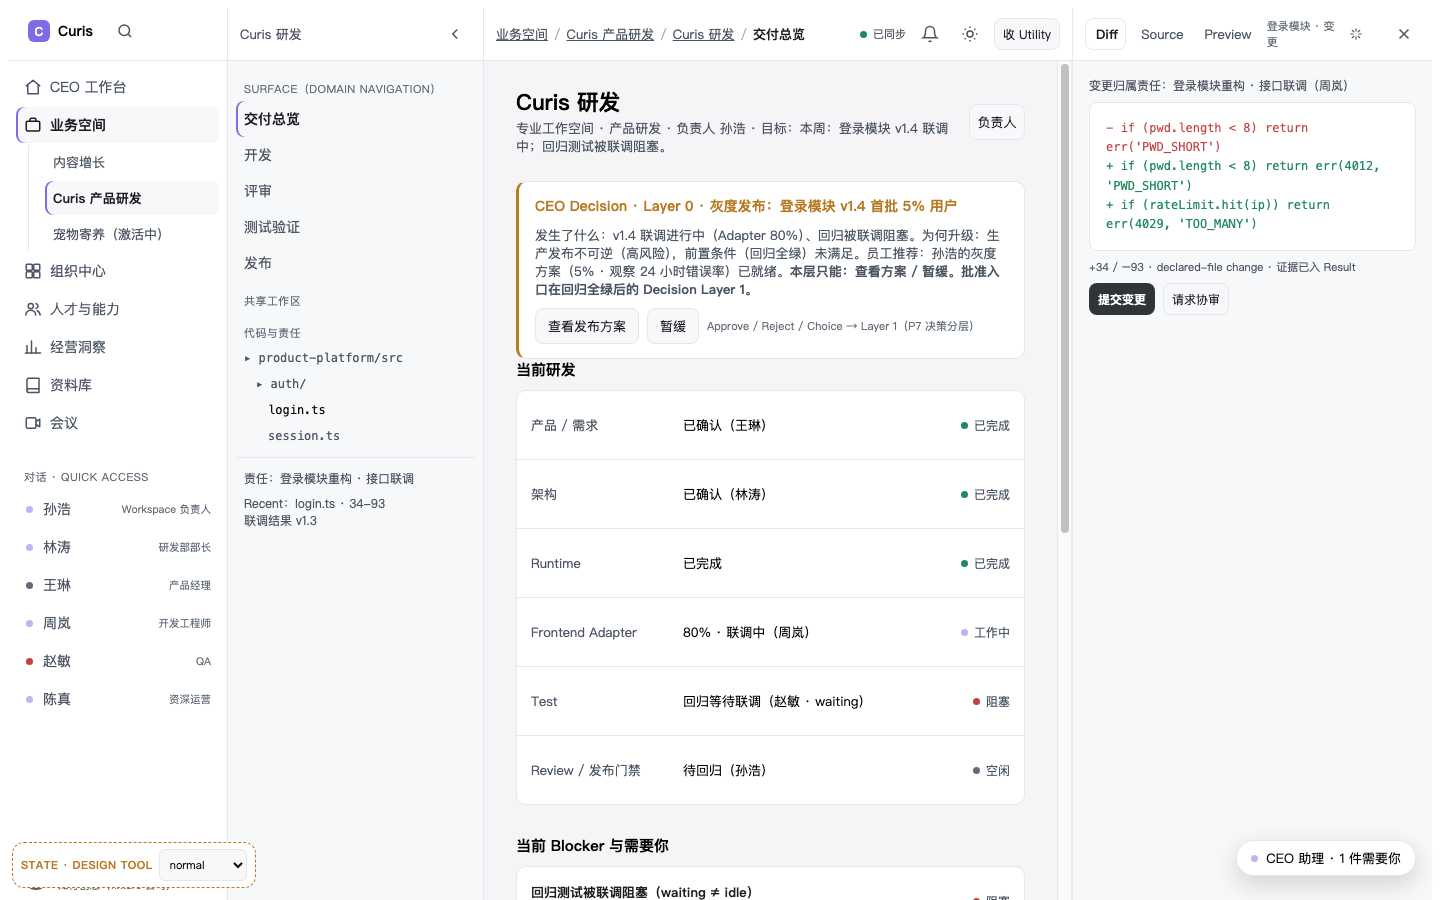 C Curis
CEO 工作台
业务空间
内容增长
Curis 产品研发
宠物寄养（激活中）
组织中心
人才与能力
经营洞察
资料库
会议
对话 · QUICK ACCESS
孙浩 Workspace 负责人
林涛 研发部部长
王琳 产品经理
周岚 开发工程师
赵敏 QA
陈真 资深运营
STATE · DESIGN TOOL normal
Curis 研发
SURFACE（DOMAIN NAVIGATION）
交付总览
开发
评审
测试验证
发布
共享工作区
代码与责任
▸ product-platform/src
▸ auth/
login.ts
session.ts
责任：登录模块重构 · 接口联调
Recent：login.ts · 34–93
联调结果 v1.3
业务空间 / Curis 产品研发 / Curis 研发 / 交付总览
已同步
收 Utility
Curis 研发
专业工作空间 · 产品研发 · 负责人 孙浩 · 目标：本周：登录模块 v1.4 联调
中；回归测试被联调阻塞。
负责人
CEO Decision · Layer 0 · 灰度发布：登录模块 v1.4 首批 5% 用户
发生了什么：v1.4 联调进行中（Adapter 80%）、回归被联调阻塞。为何升级：生
产发布不可逆（高风险），前置条件（回归全绿）未满足。员工推荐：孙浩的灰度
方案（5% · 观察 24 小时错误率）已就绪。本层只能：查看方案 / 暂缓。批准入
口在回归全绿后的 Decision Layer 1。
查看发布方案
暂缓
Approve / Reject / Choice → Layer 1（P7 决策分层）
当前研发
产品 / 需求 已确认（王琳） 已完成
架构 已确认（林涛） 已完成
Runtime 已完成 已完成
Frontend Adapter 80% · 联调中（周岚） 工作中
Test 回归等待联调（赵敏 · waiting） 阻塞
Review / 发布门禁 待回归（孙浩） 空闲
当前 Blocker 与需要你
回归测试被联调阻塞（waiting ≠ idle）
Diff Source Preview
登录模块 · 变
更
变更归属责任：登录模块重构 · 接口联调（周岚）
− if (pwd.length < 8) return
err('PWD_SHORT')
+ if (pwd.length < 8) return err(4012,
'PWD_SHORT')
+ if (rateLimit.hit(ip)) return
err(4029, 'TOO_MANY')
+34 / −93 · declared-file change · 证据已入 Result
提交变更
请求协审
CEO 助理 · 1 件需要你